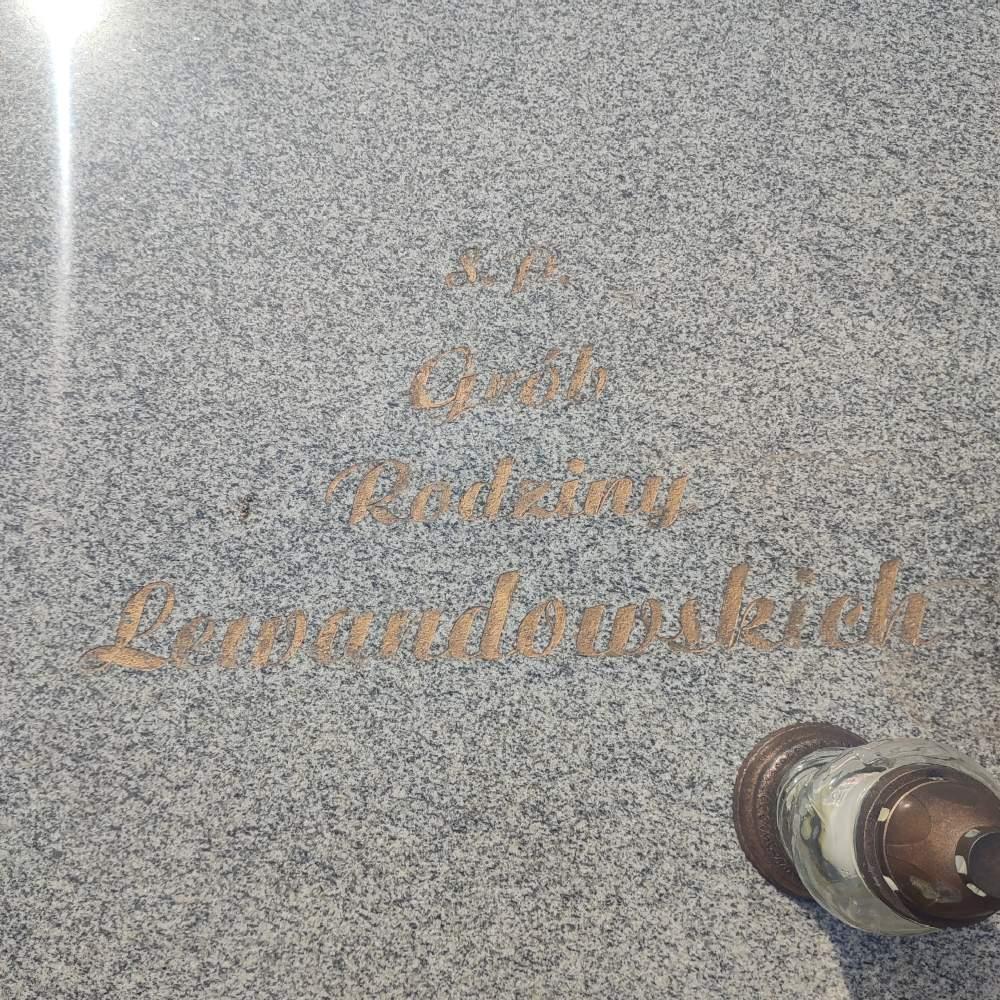 ś. p.
Grób
Rodziny
Lewandowskich